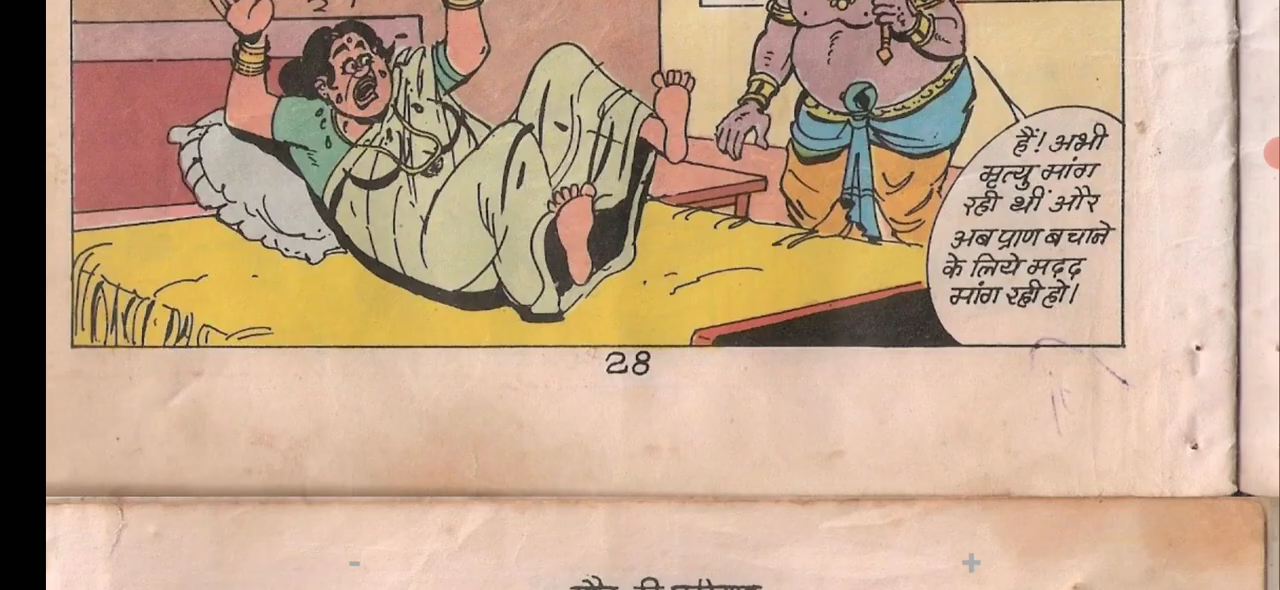 हैं! अभी
मृत्यु मांग
रही थीं और
अब प्राण बचाने
के लिये मदद
मांग रही हो।
28
-
+